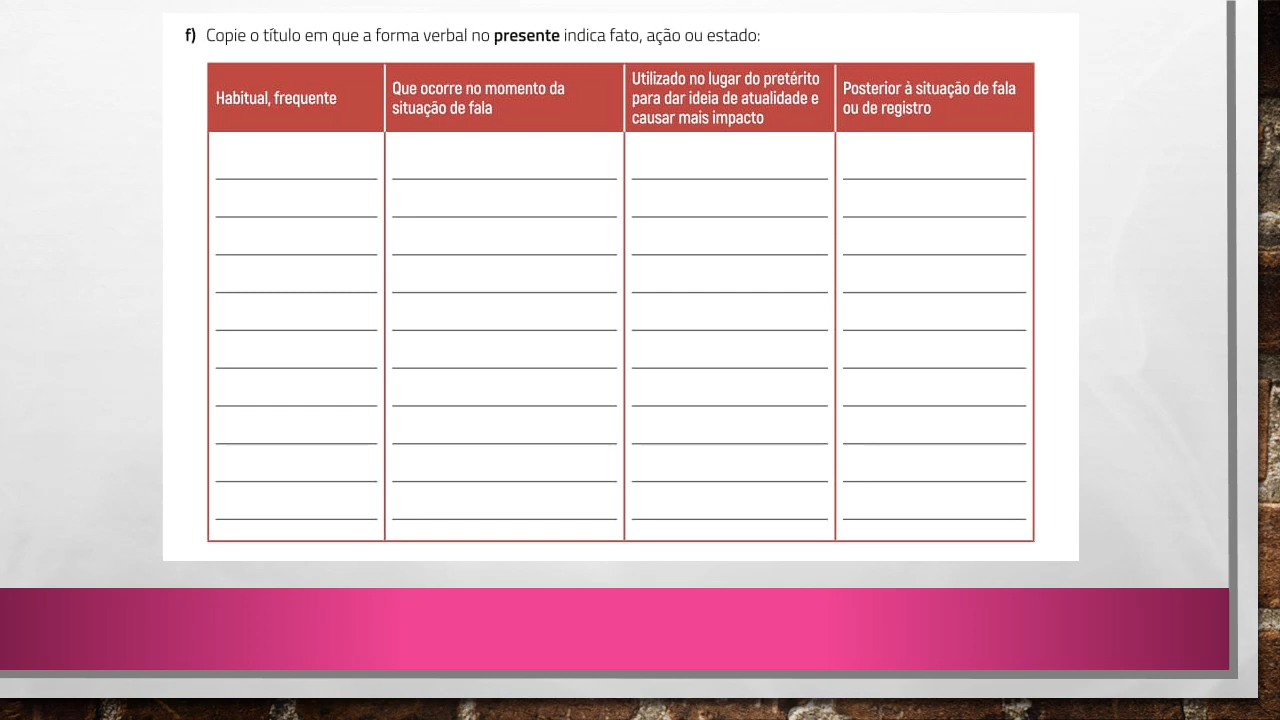 f) Copie o título em que a forma verbal no presente indica fato, ação ou estado:
Habitual, frequente
Que ocorre no momento da
situação de fala
Utilizado no lugar do pretérito
para dar ideia de atualidade e
causar mais impacto
Posterior à situação de fala
ou de registro